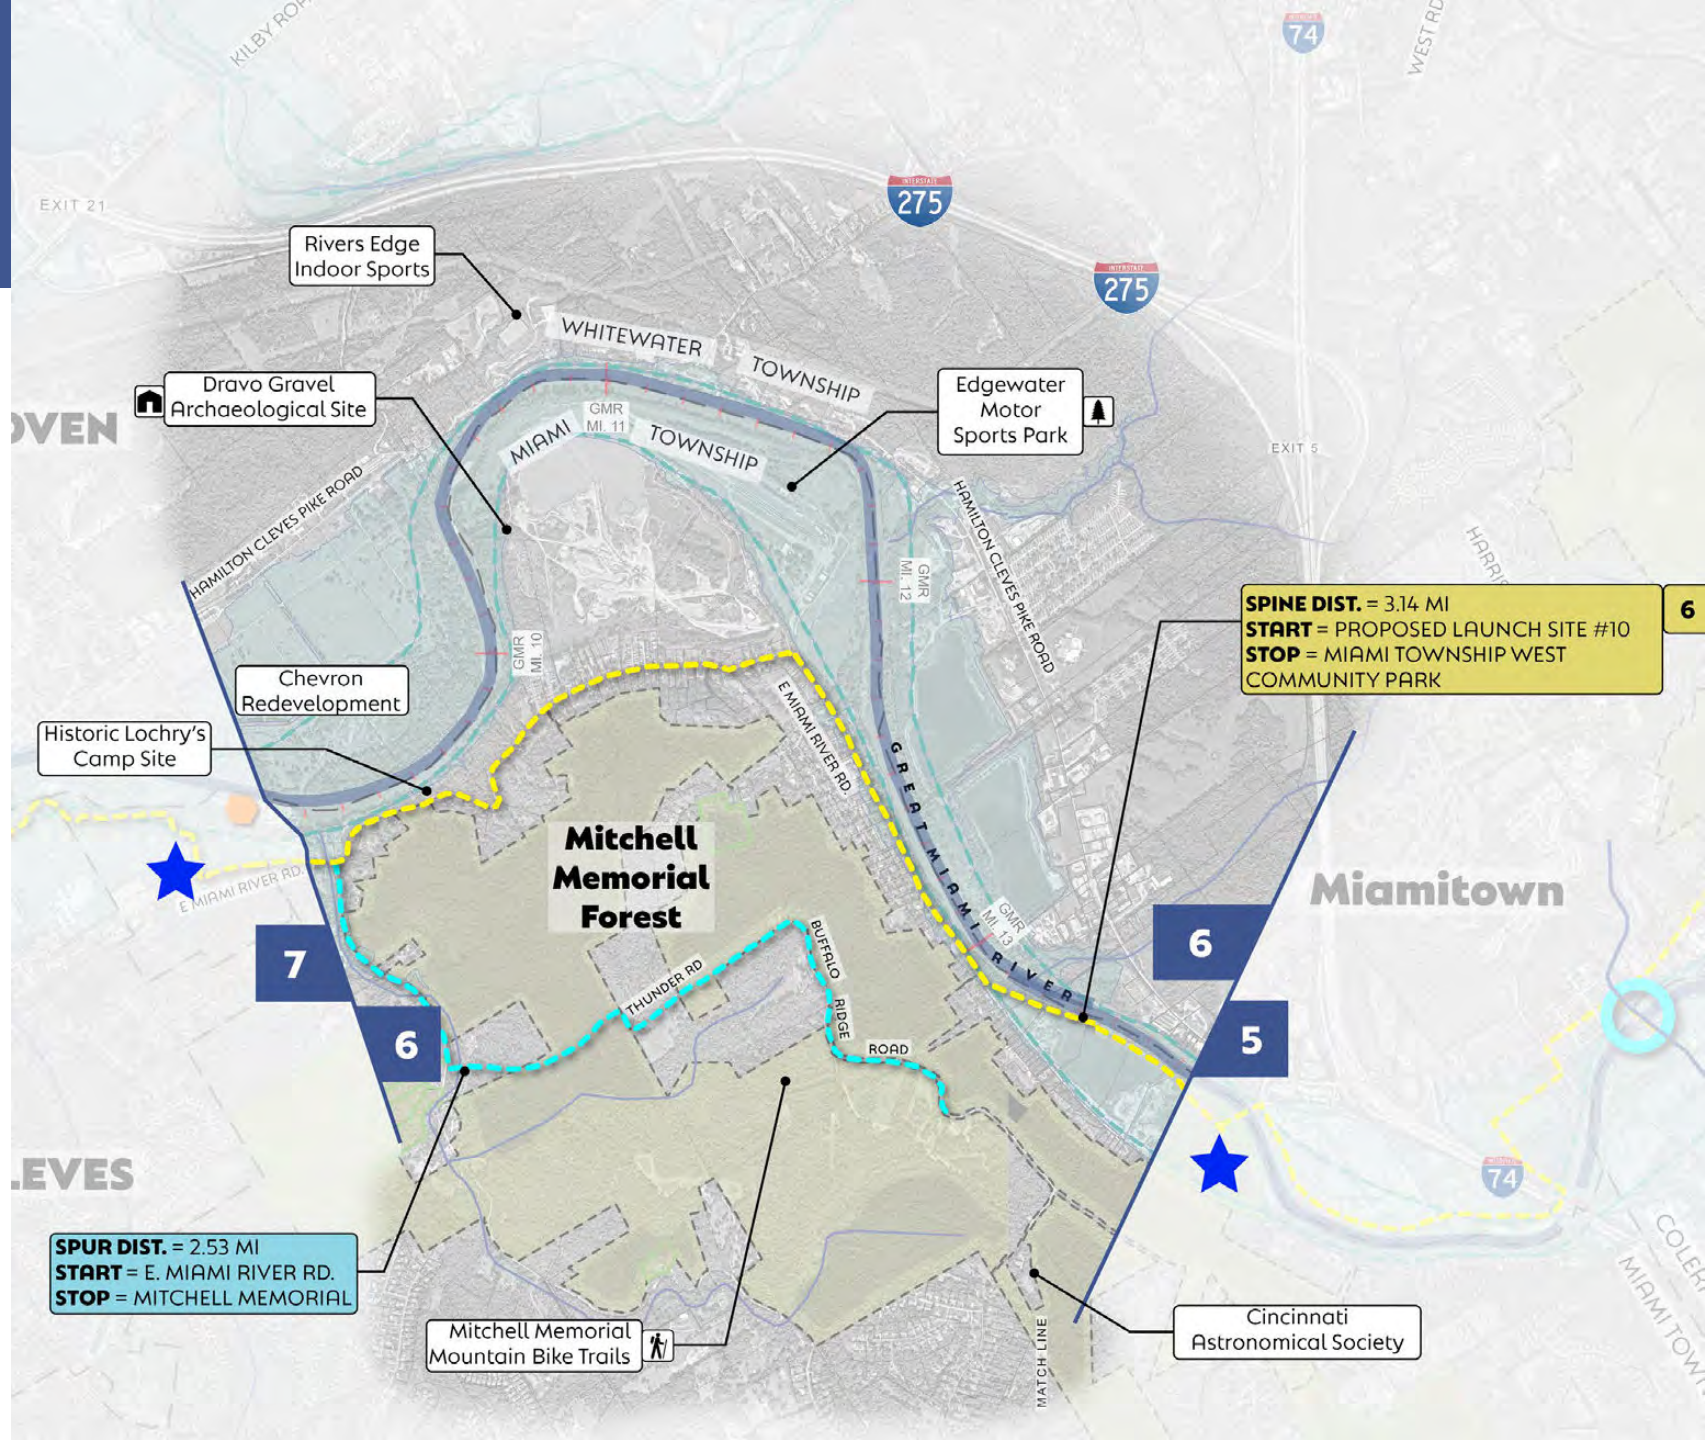 KILBY ROA
INTERSTATE
74
WEST RD
EXIT 21
INTERSTATE
275
INTERSTATE
275
Rivers Edge
Indoor Sports
WHITEWATER TOWNSHIP
Dravo Gravel
Archaeological Site
GMR
MI. 11
MIAMI TOWNSHIP
Edgewater
Motor
Sports Park
OVEN
EXIT 5
HAMILTON CLEVES PIKE ROAD
HAMILTON CLEVES PIKE ROAD
HARRIS
GMR
MI. 12
GMR
MI. 10
SPINE DIST. = 3.14 MI
START = PROPOSED LAUNCH SITE #10
STOP = MIAMI TOWNSHIP WEST
COMMUNITY PARK
6
Chevron
Redevelopment
E MIAMI RIVER RD.
Historic Lochry's
Camp Site
GREAT MIAMI RIVER
Mitchell
Memorial
Forest
E MIAMI RIVER RD.
Miamitown
GMR
MI. 13
7
6
6
5
THUNDER RD
BUFFALO RIDGE ROAD
LEVES
74
SPUR DIST. = 2.53 MI
START = E. MIAMI RIVER RD.
STOP = MITCHELL MEMORIAL
Mitchell Memorial
Mountain Bike Trails
MATCH LINE
Cincinnati
Astronomical Society
COLER
MIAMI TOWN